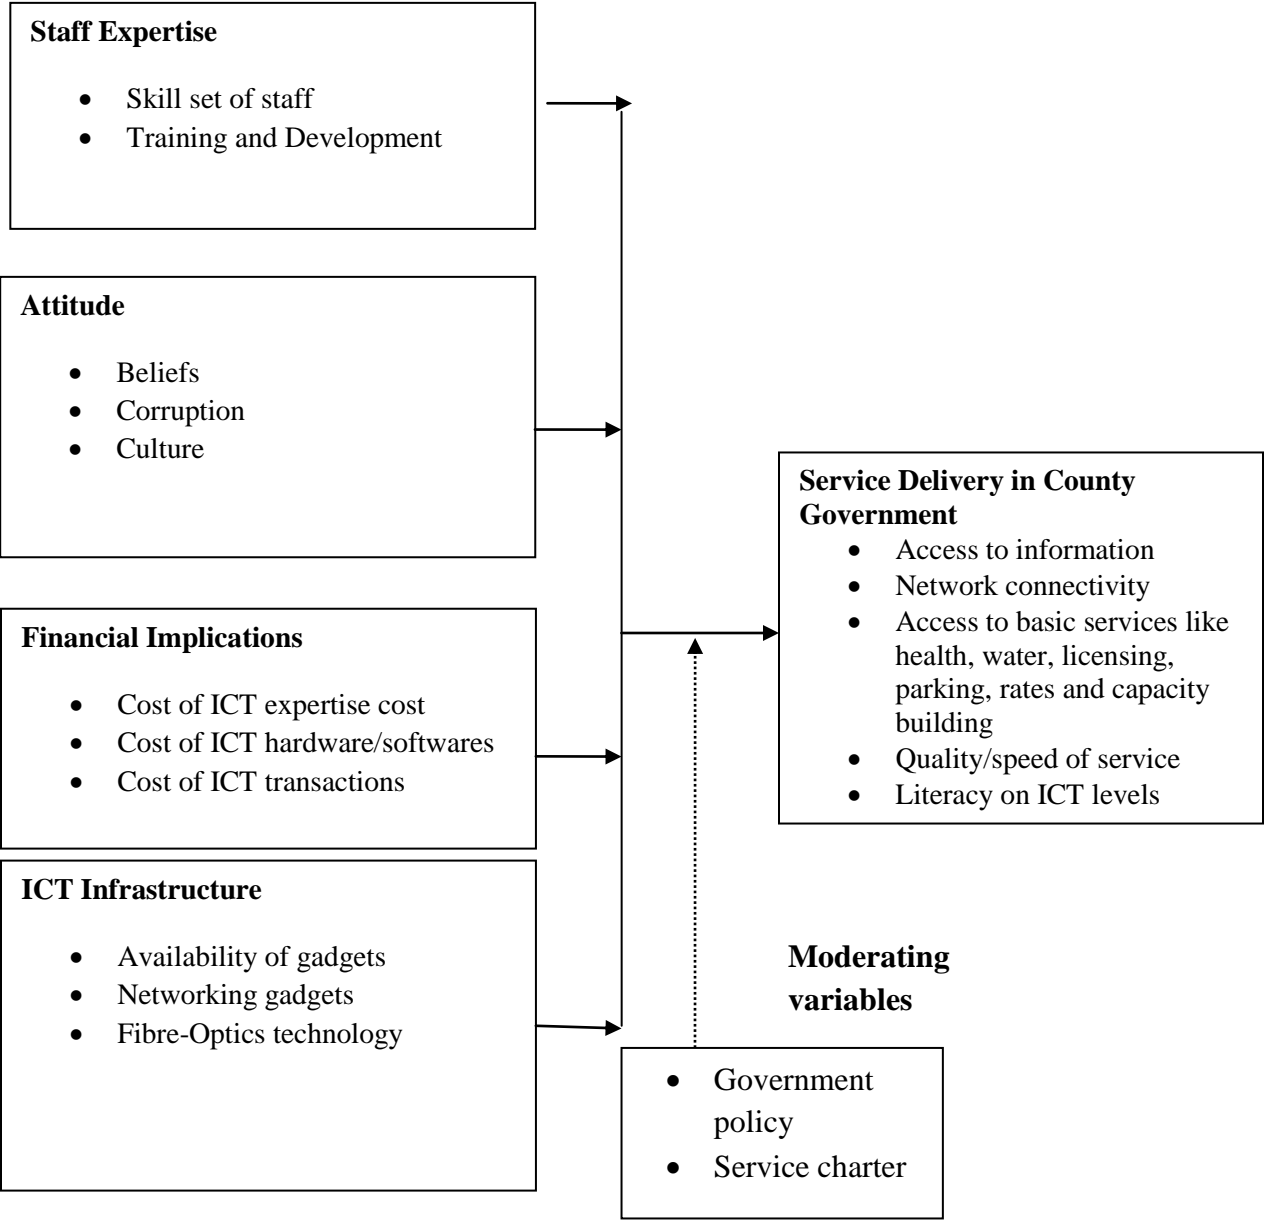 Staff Expertise
• Skill set of staff
• Training and Development
Attitude
• Beliefs
• Corruption
• Culture
Financial Implications
• Cost of ICT expertise cost
• Cost of ICT hardware/softwares
• Cost of ICT transactions
ICT Infrastructure
• Availability of gadgets
• Networking gadgets
• Fibre-Optics technology
Service Delivery in County
Government
• Access to information
• Network connectivity
• Access to basic services like
health, water, licensing,
parking, rates and capacity
building
• Quality/speed of service
• Literacy on ICT levels
Moderating
variables
• Government
policy
• Service charter